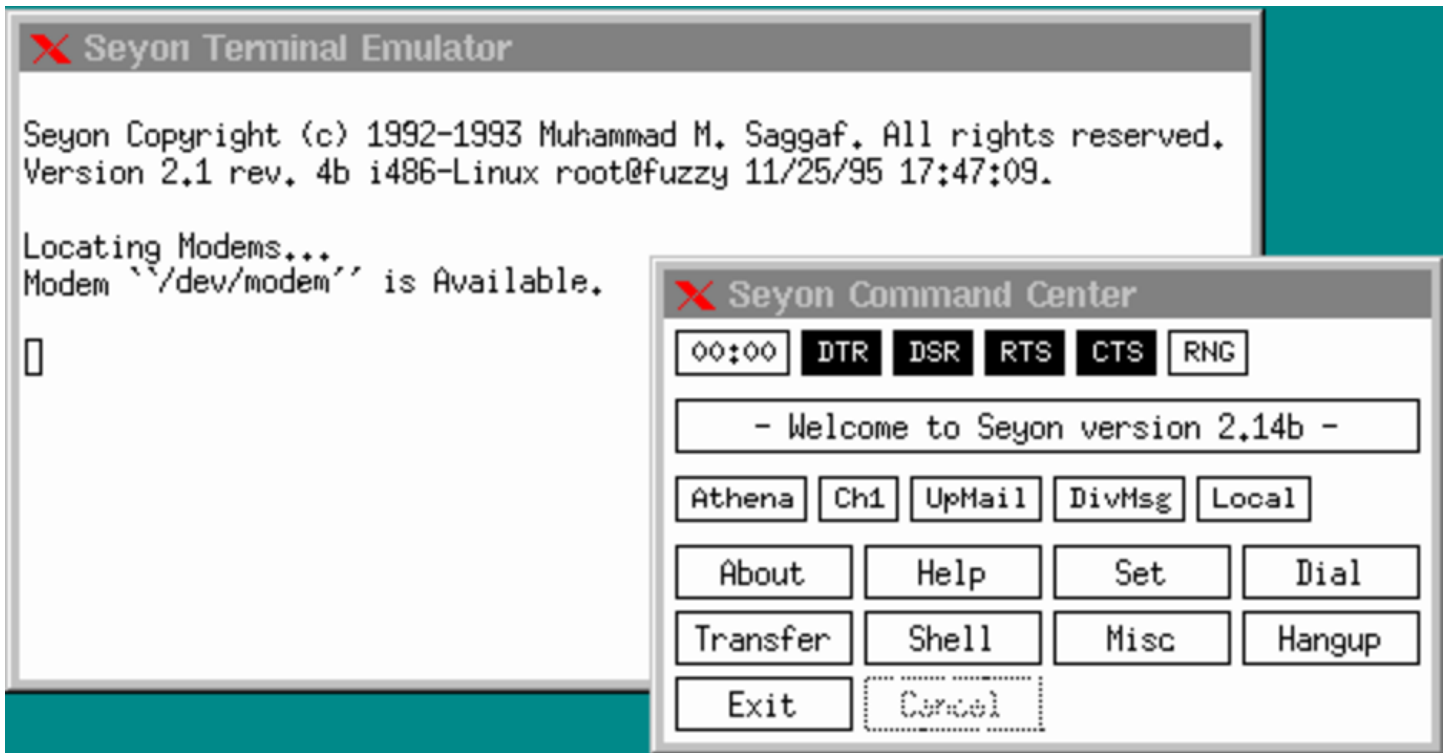 Seyon Terminal Emulator
Seyon Copyright (c) 1992-1993 Muhammad M. Saggaf. All rights reserved.
Version 2.1 rev. 4b i486-Linux root@fuzzy 11/25/95 17:47:09.
Locating Modems...
Modem ``/dev/modem'' is Available.
Seyon Command Center
00:00 DTR DSR RTS CTS RNG
- Welcome to Seyon version 2.14b -
Athena Ch1 UpMail DivMsg Local
About Help Set Dial
Transfer Shell Misc Hangup
Exit Cancel